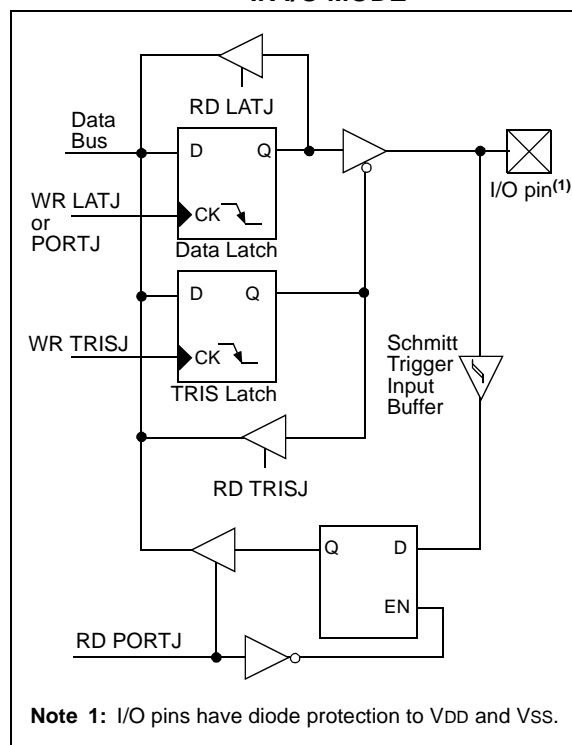 RD LATJ
Data
Bus
D
Q
I/O pin(1)
WR LATJ
or
PORTJ
CK
Data Latch
D
Q
WR TRISJ
CK
TRIS Latch
Schmitt
Trigger
Input
Buffer
RD TRISJ
Q
D
EN
RD PORTJ
Note 1: I/O pins have diode protection to VDD and VSS.